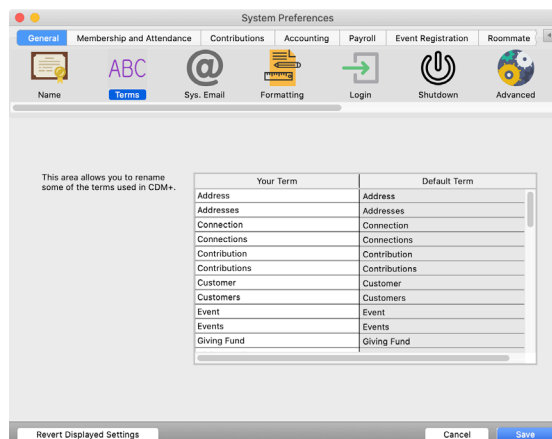 System Preferences
General Membership and Attendance Contributions Accounting Payroll Event Registration Roommate
ABC @
Name Terms Sys. Email Formatting Login Shutdown Advanced
This area allows you to rename
some of the terms used in CDM+.
Your Term Default Term
Address Address
Addresses Addresses
Connection Connection
Connections Connections
Contribution Contribution
Contributions Contributions
Customer Customer
Customers Customers
Event Event
Events Events
Giving Fund Giving Fund
Revert Displayed Settings Cancel Save